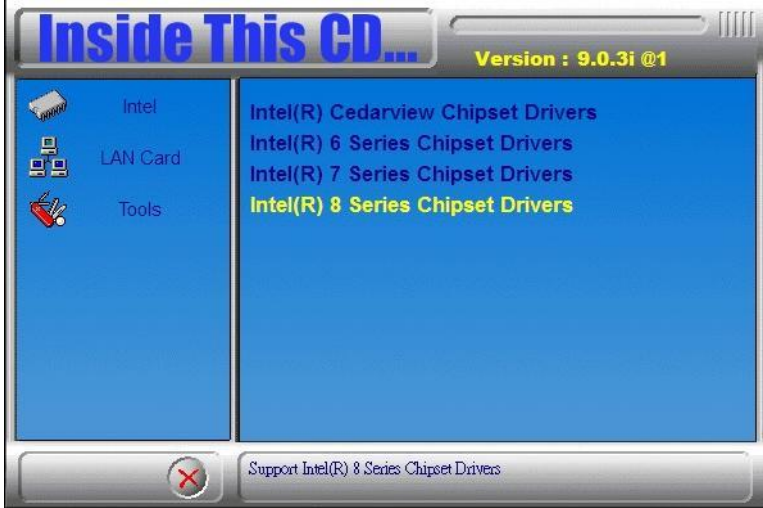 Inside This CD...
Version : 9.0.3i @1
Intel
LAN Card
Tools
Intel(R) Cedarview Chipset Drivers
Intel(R) 6 Series Chipset Drivers
Intel(R) 7 Series Chipset Drivers
Intel(R) 8 Series Chipset Drivers
Support Intel(R) 8 Series Chipset Drivers